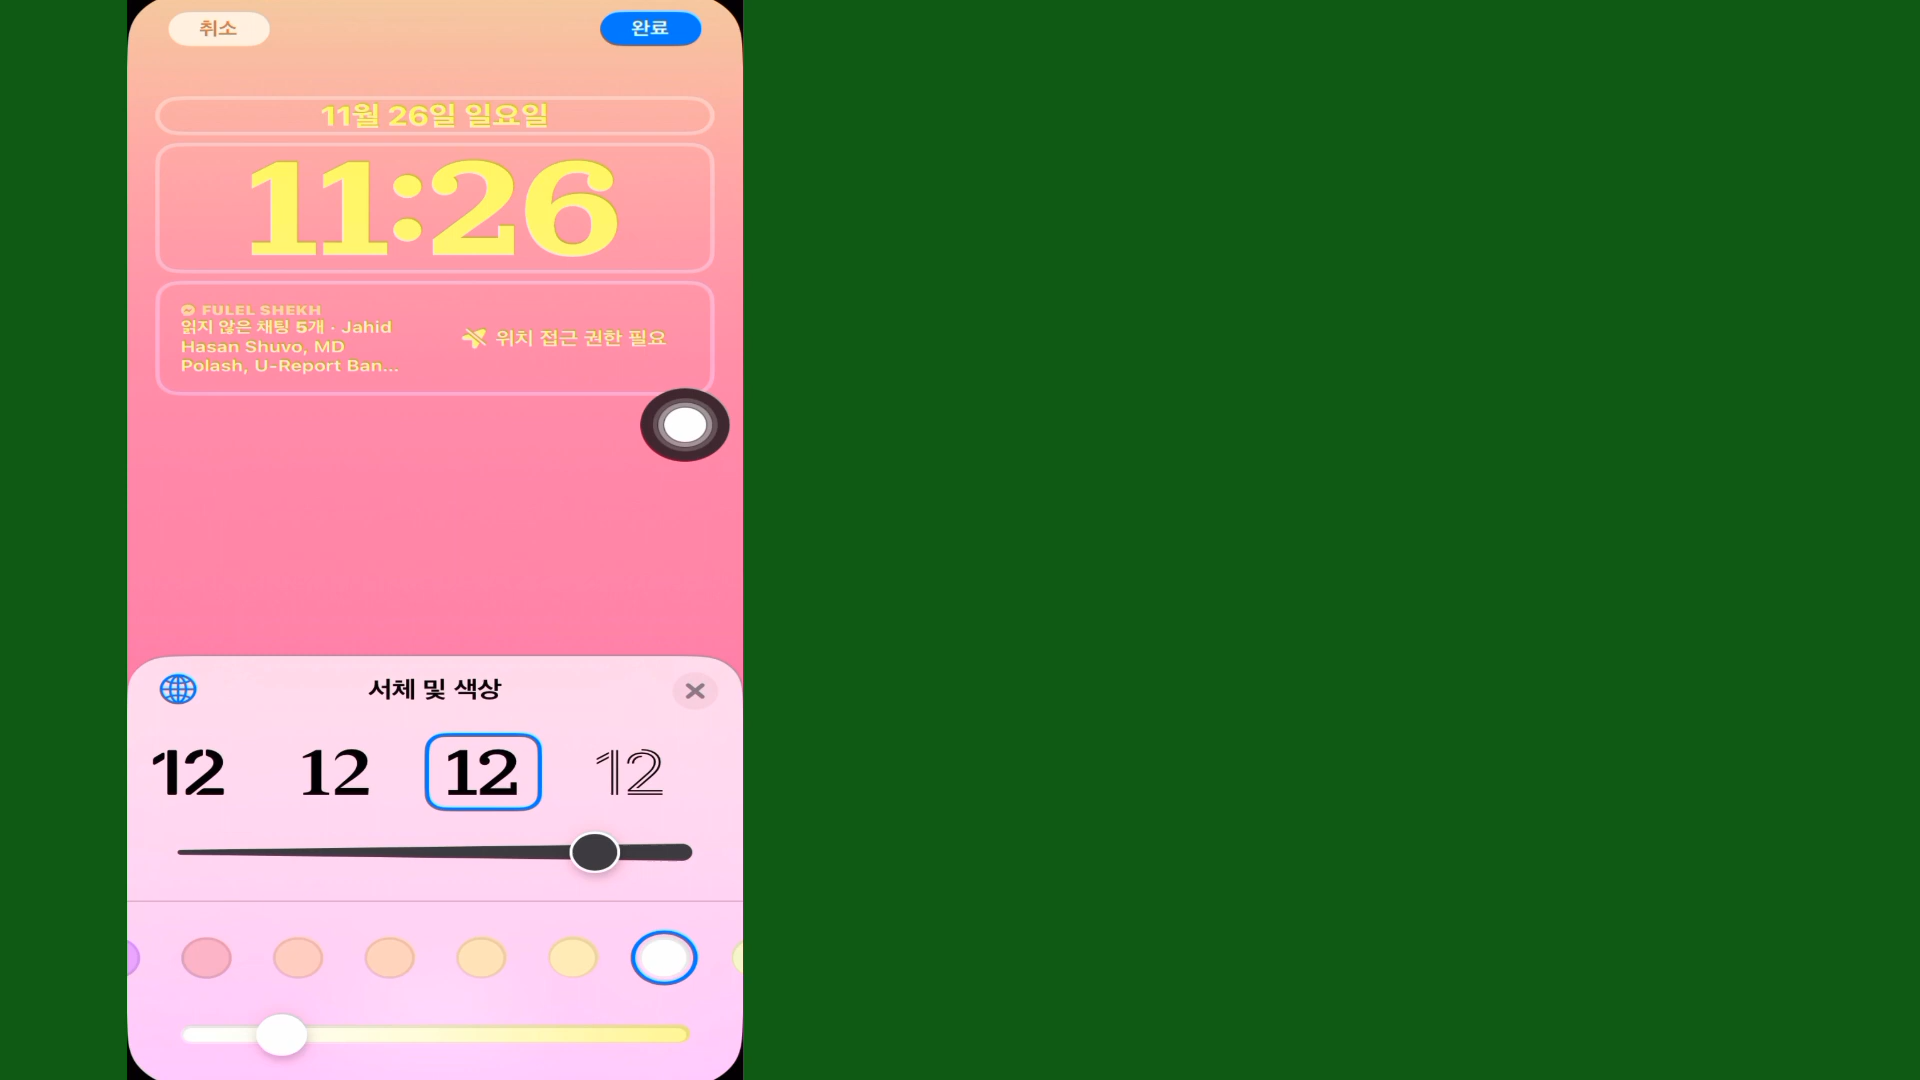 취소
완료
11월 26일 일요일
11:26
FULEL SHEKH
읽지 않은 채팅 5개 · Jahid
Hasan Shuvo, MD
Polash, U-Report Ban...
위치 접근 권한 필요
서체 및 색상
12 12 12 12